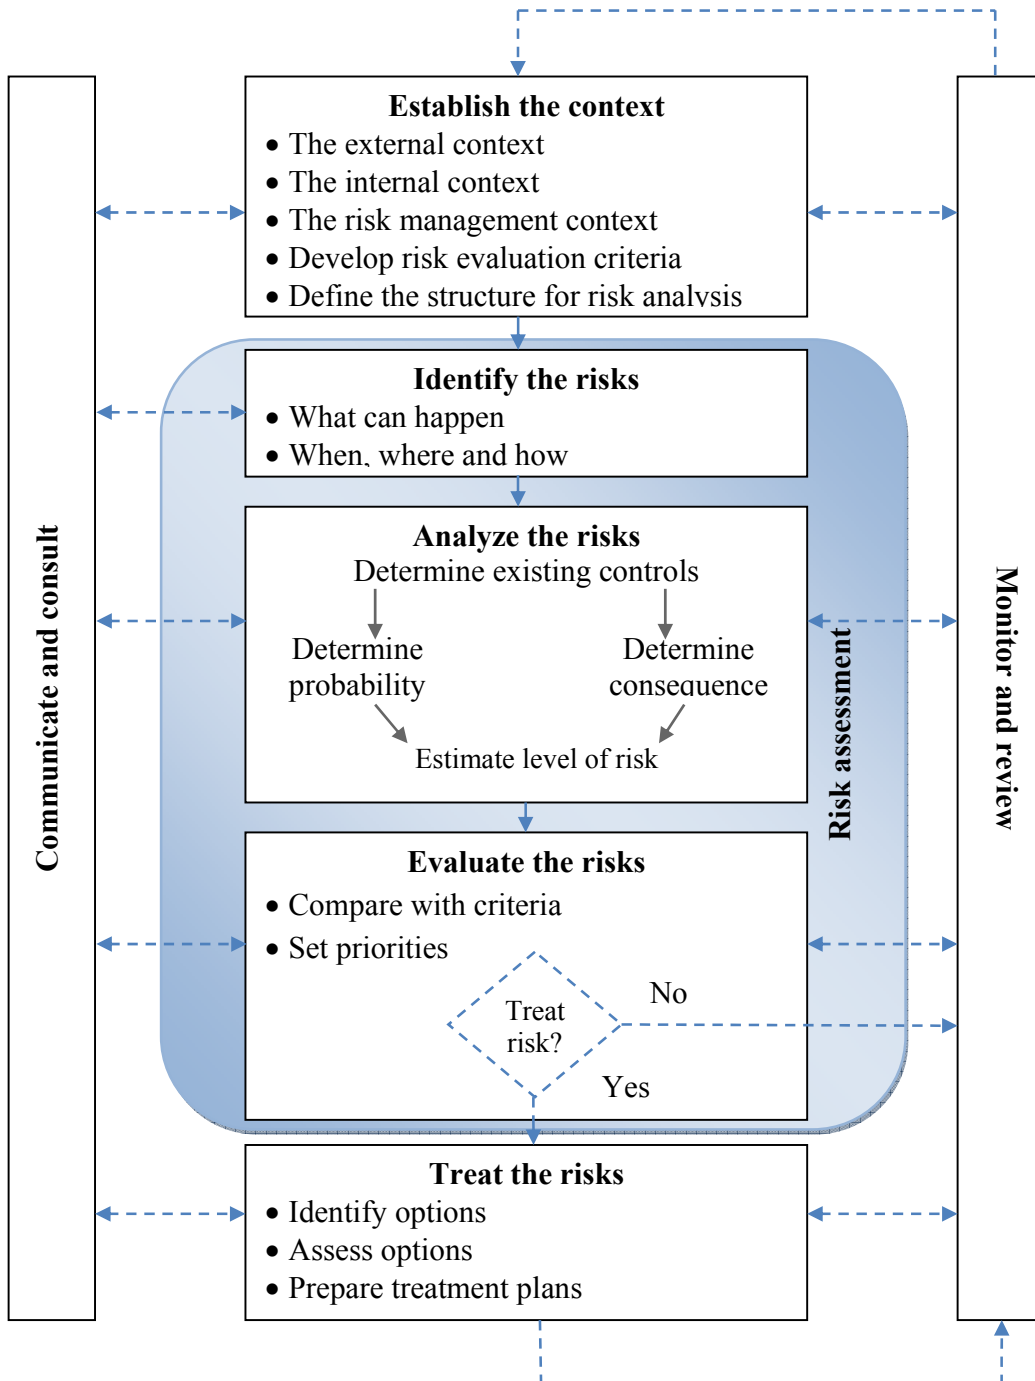 Establish the context
• The external context
• The internal context
• The risk management context
• Develop risk evaluation criteria
• Define the structure for risk analysis
Identify the risks
• What can happen
• When, where and how
Analyze the risks
Determine existing controls
Determine
probability
Determine
consequence
Estimate level of risk
Evaluate the risks
• Compare with criteria
• Set priorities
Treat
risk?
No
Yes
Treat the risks
• Identify options
• Assess options
• Prepare treatment plans
Communicate and consult
Risk assessment
Monitor and review